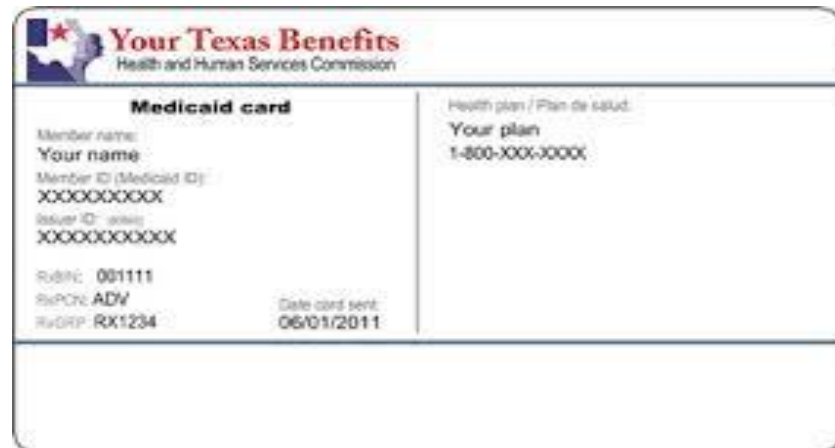 Your Texas Benefits
Health and Human Services Commission
Medicaid card
Member name:
Your name
Member ID (Medicaid ID):
XXXXXXXXXX
Issuer ID:
XXXXXXXXXXX
RxBIN: 001111
RxPCN: ADV
RxGRP: RX1234
Date card sent:
06/01/2011
Health plan / Plan de salud:
Your plan
1-800-XXX-XXXX